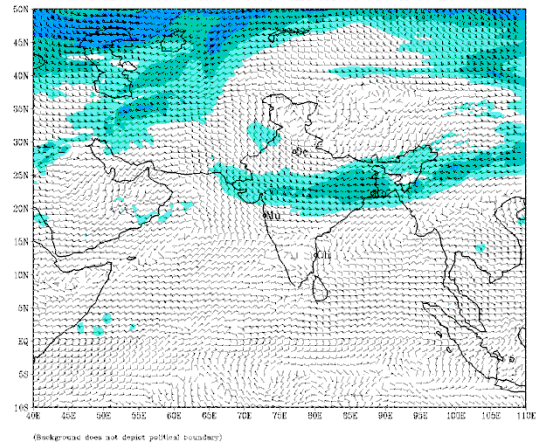 50N
45N
40N
35N
30N
25N
20N
15N
10N
5N
5S
10S
40E 45E 50E 55E 60E 65E 70E 75E 80E 85E 90E 95E 100E 105E 110E
(Background does not depict political boundary)